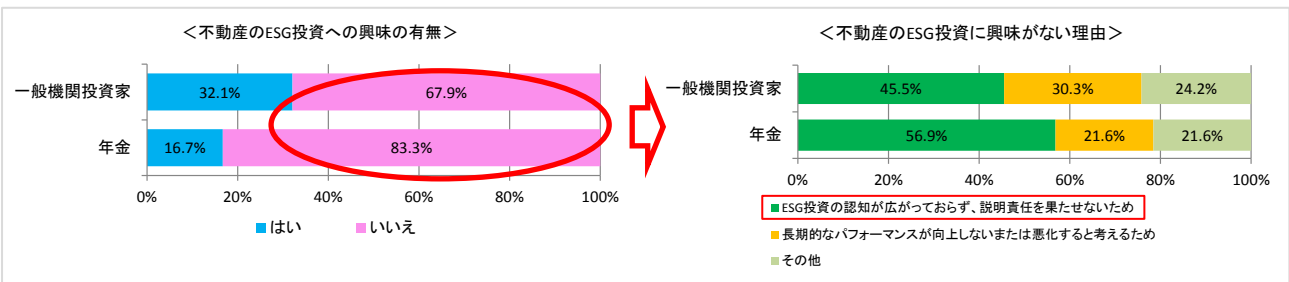 <不動産のESG投資への興味の有無>
一般機関投資家
32.1%
67.9%
年金
16.7%
83.3%
0%
20%
40%
60%
80%
100%
はい
いいえ
<不動産のESG投資に興味がない理由>
一般機関投資家
45.5%
30.3%
24.2%
年金
56.9%
21.6%
21.6%
0%
20%
40%
60%
80%
100%
ESG投資の認知が広がっておらず、説明責任を果たせないため
長期的なパフォーマンスが向上しないまたは悪化すると考えるため
その他